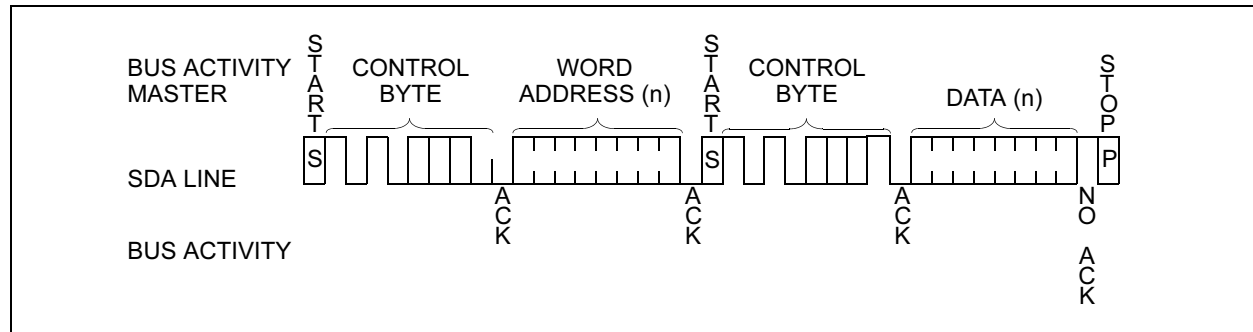 BUS ACTIVITY
MASTER
START
CONTROL
BYTE
WORD
ADDRESS (n)
START
CONTROL
BYTE
DATA (n)
STOP
S
S
P
SDA LINE
ACK
ACK
ACK
NO ACK
BUS ACTIVITY